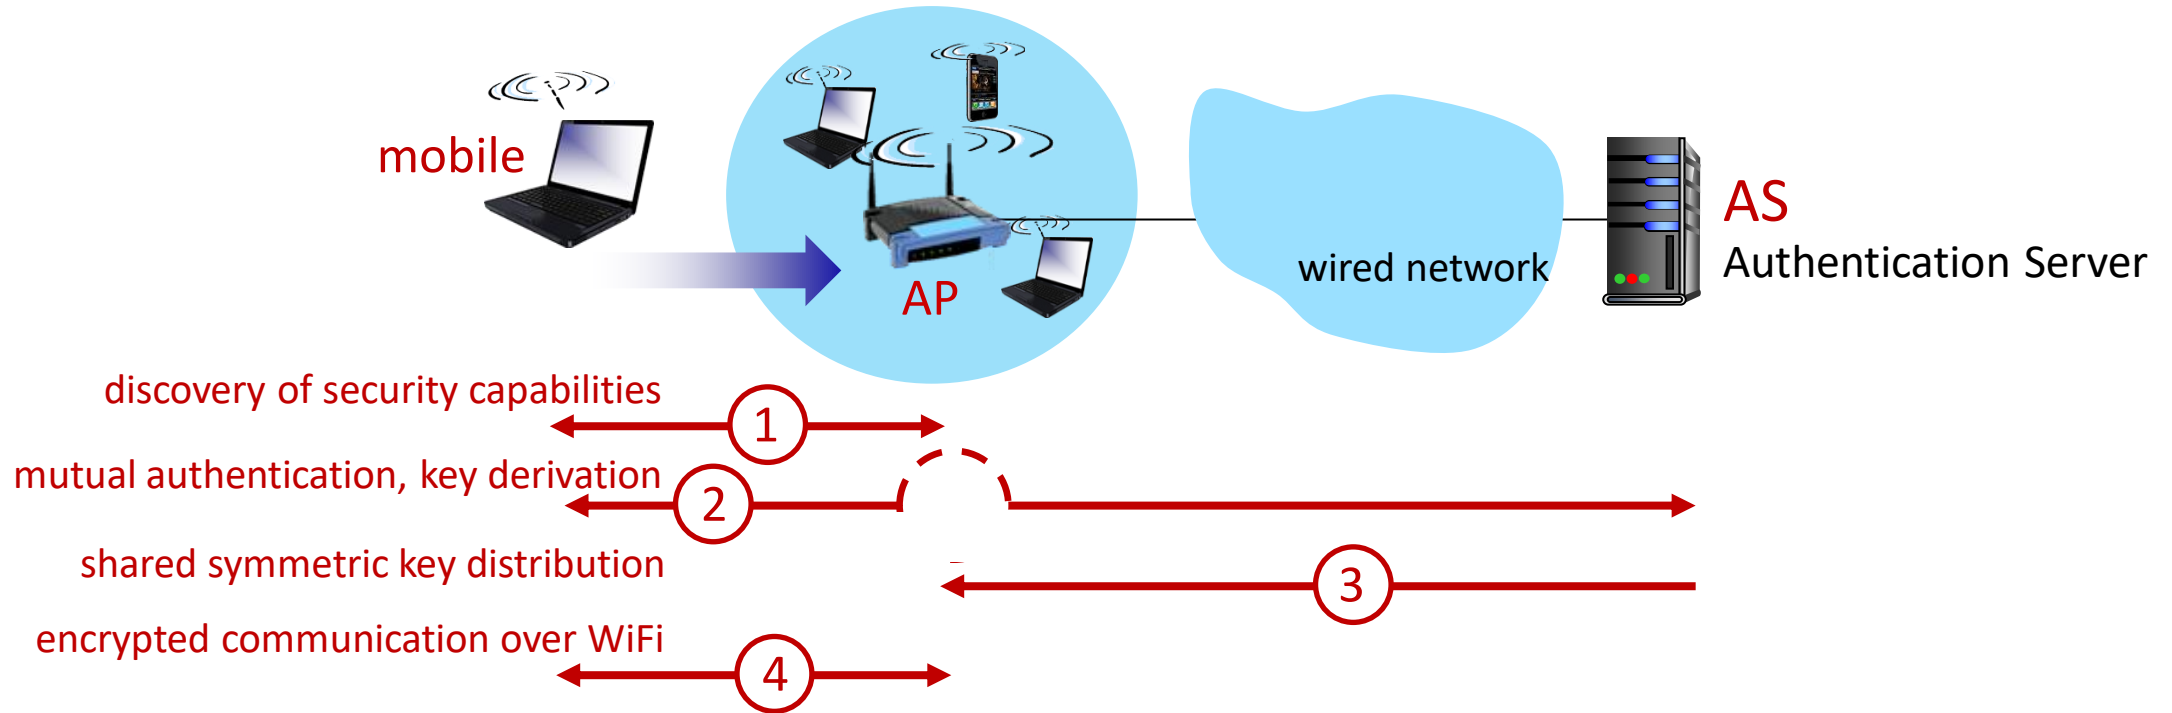 mobile
AP
wired network
AS
Authentication Server
discovery of security capabilities
1
mutual authentication, key derivation
2
shared symmetric key distribution
3
encrypted communication over WiFi
4